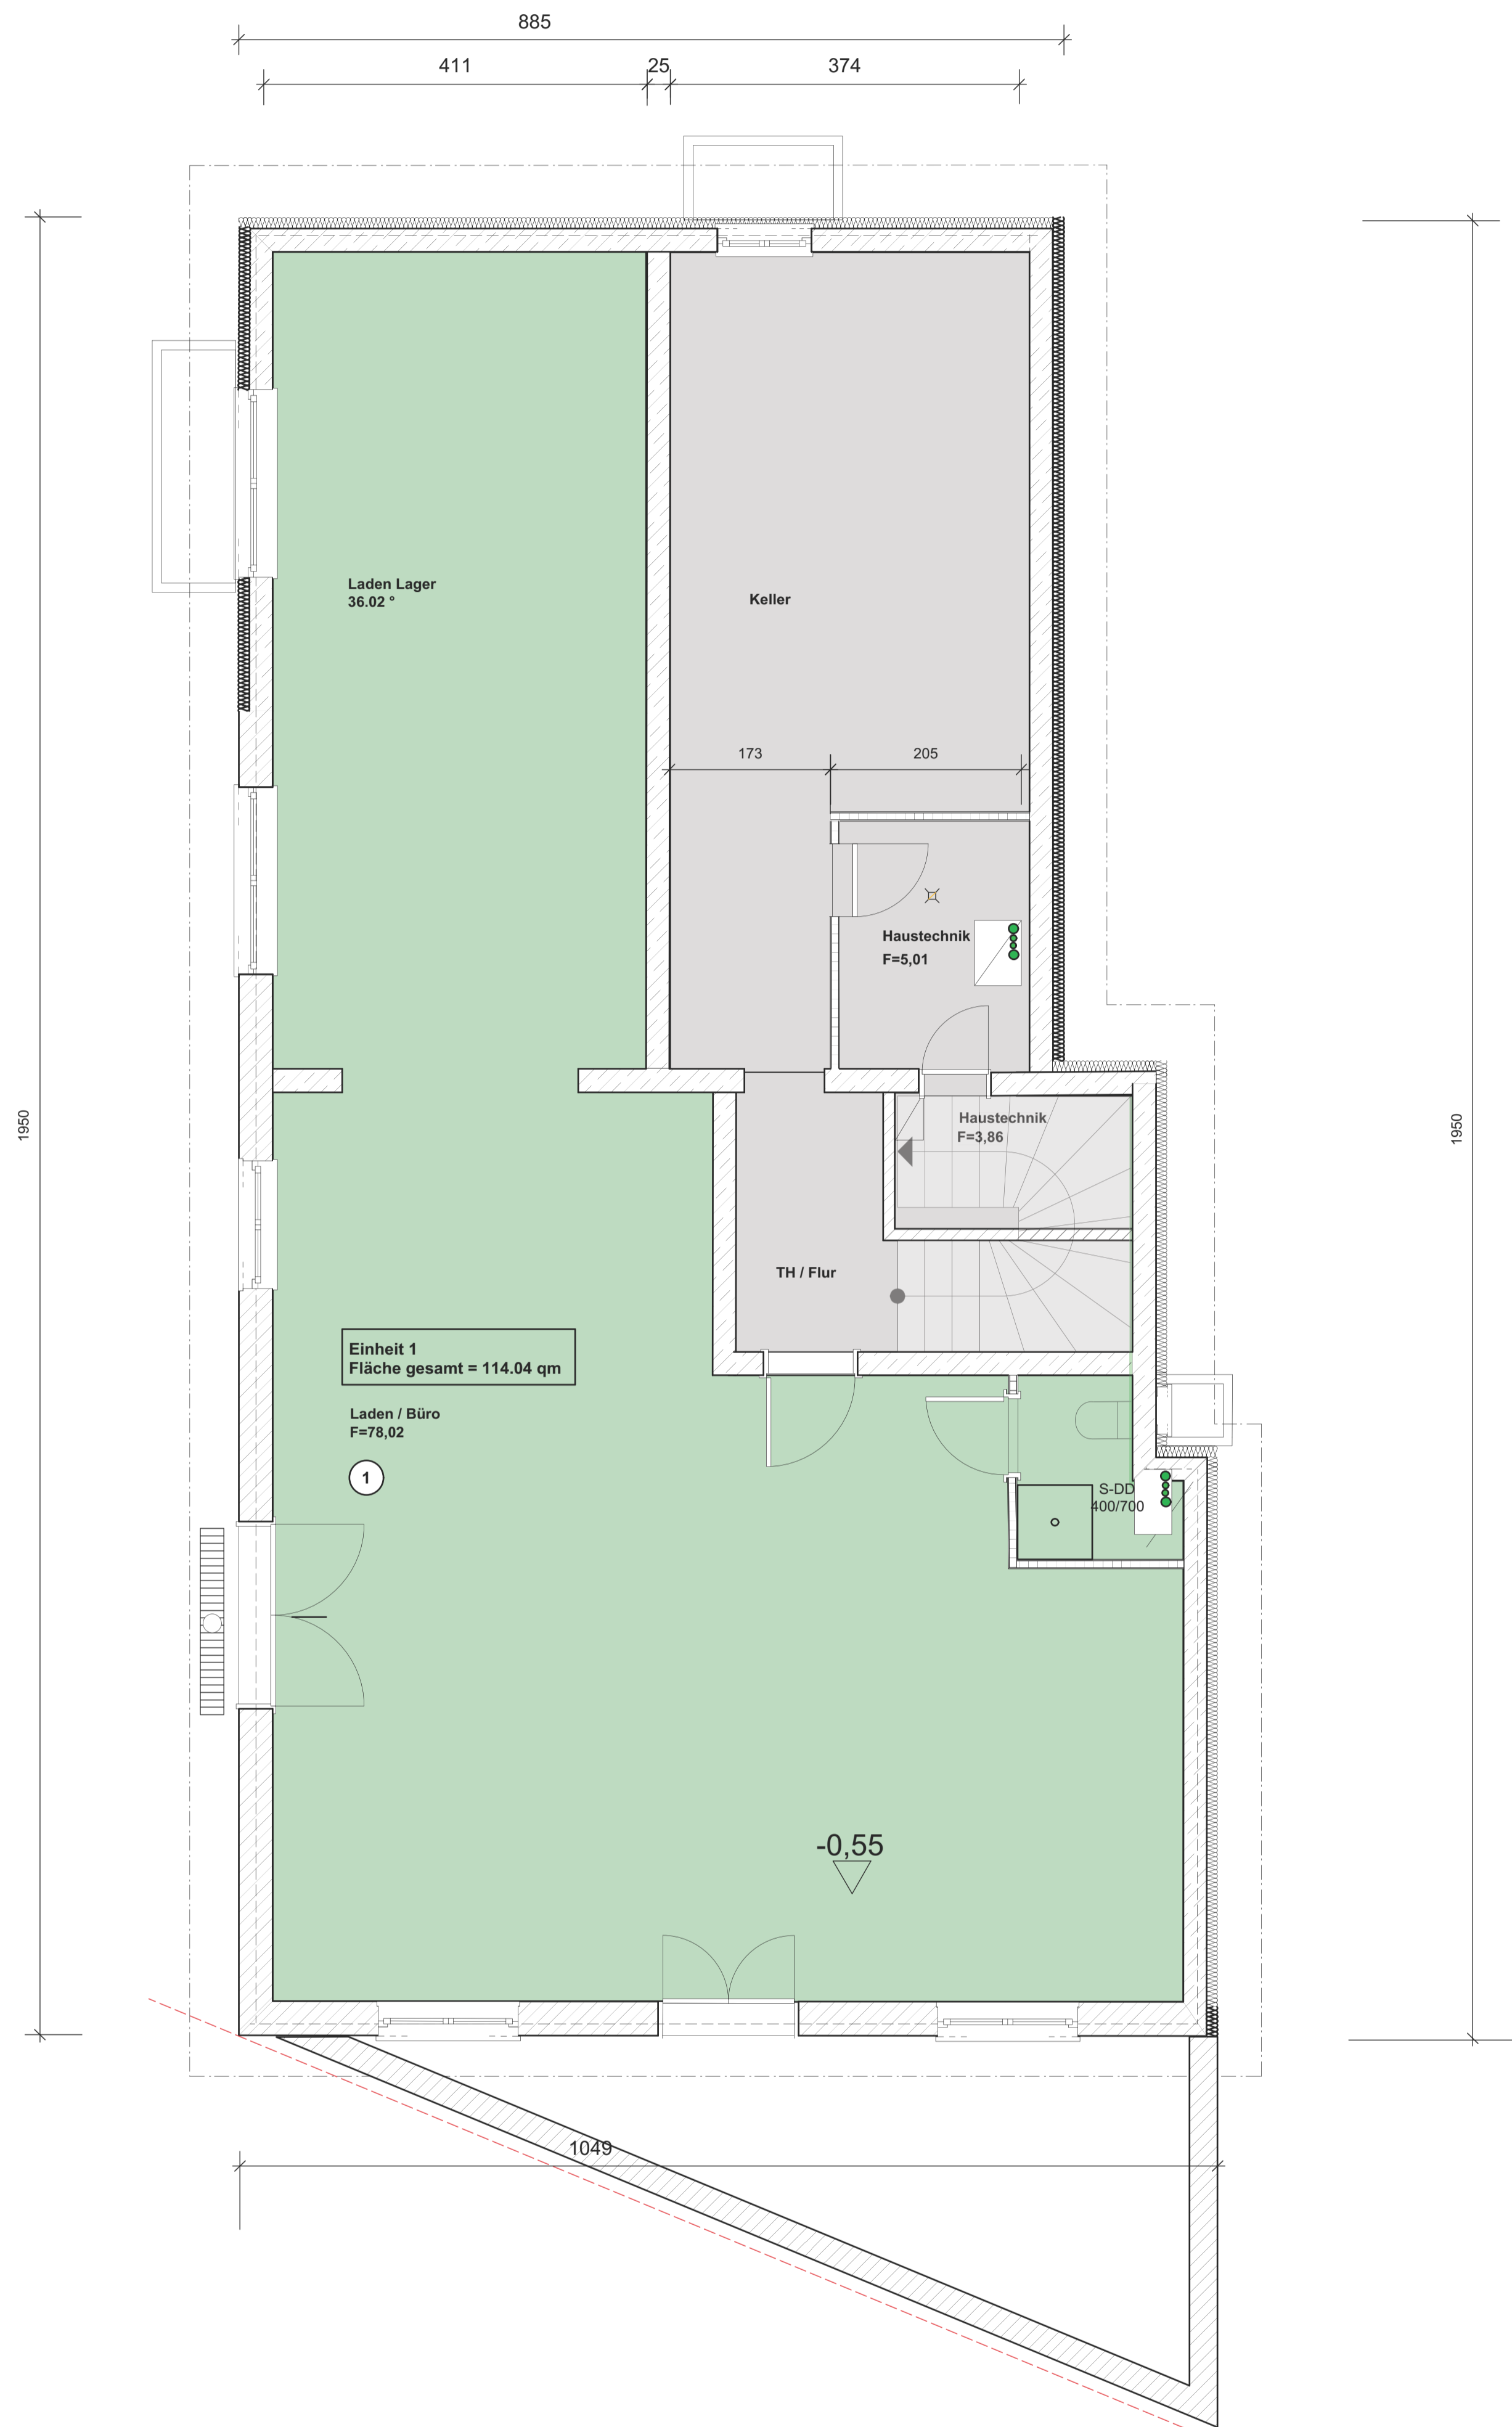 885
411
25
374
Laden Lager
36.02 °
Keller
173
205
Haustechnik
F=5,01
1950
1950
Haustechnik
F=3,86
TH / Flur
Einheit 1
Fläche gesamt = 114.04 qm
Laden / Büro
F=78,02
1
S-DD
400/700
-0,55
1049